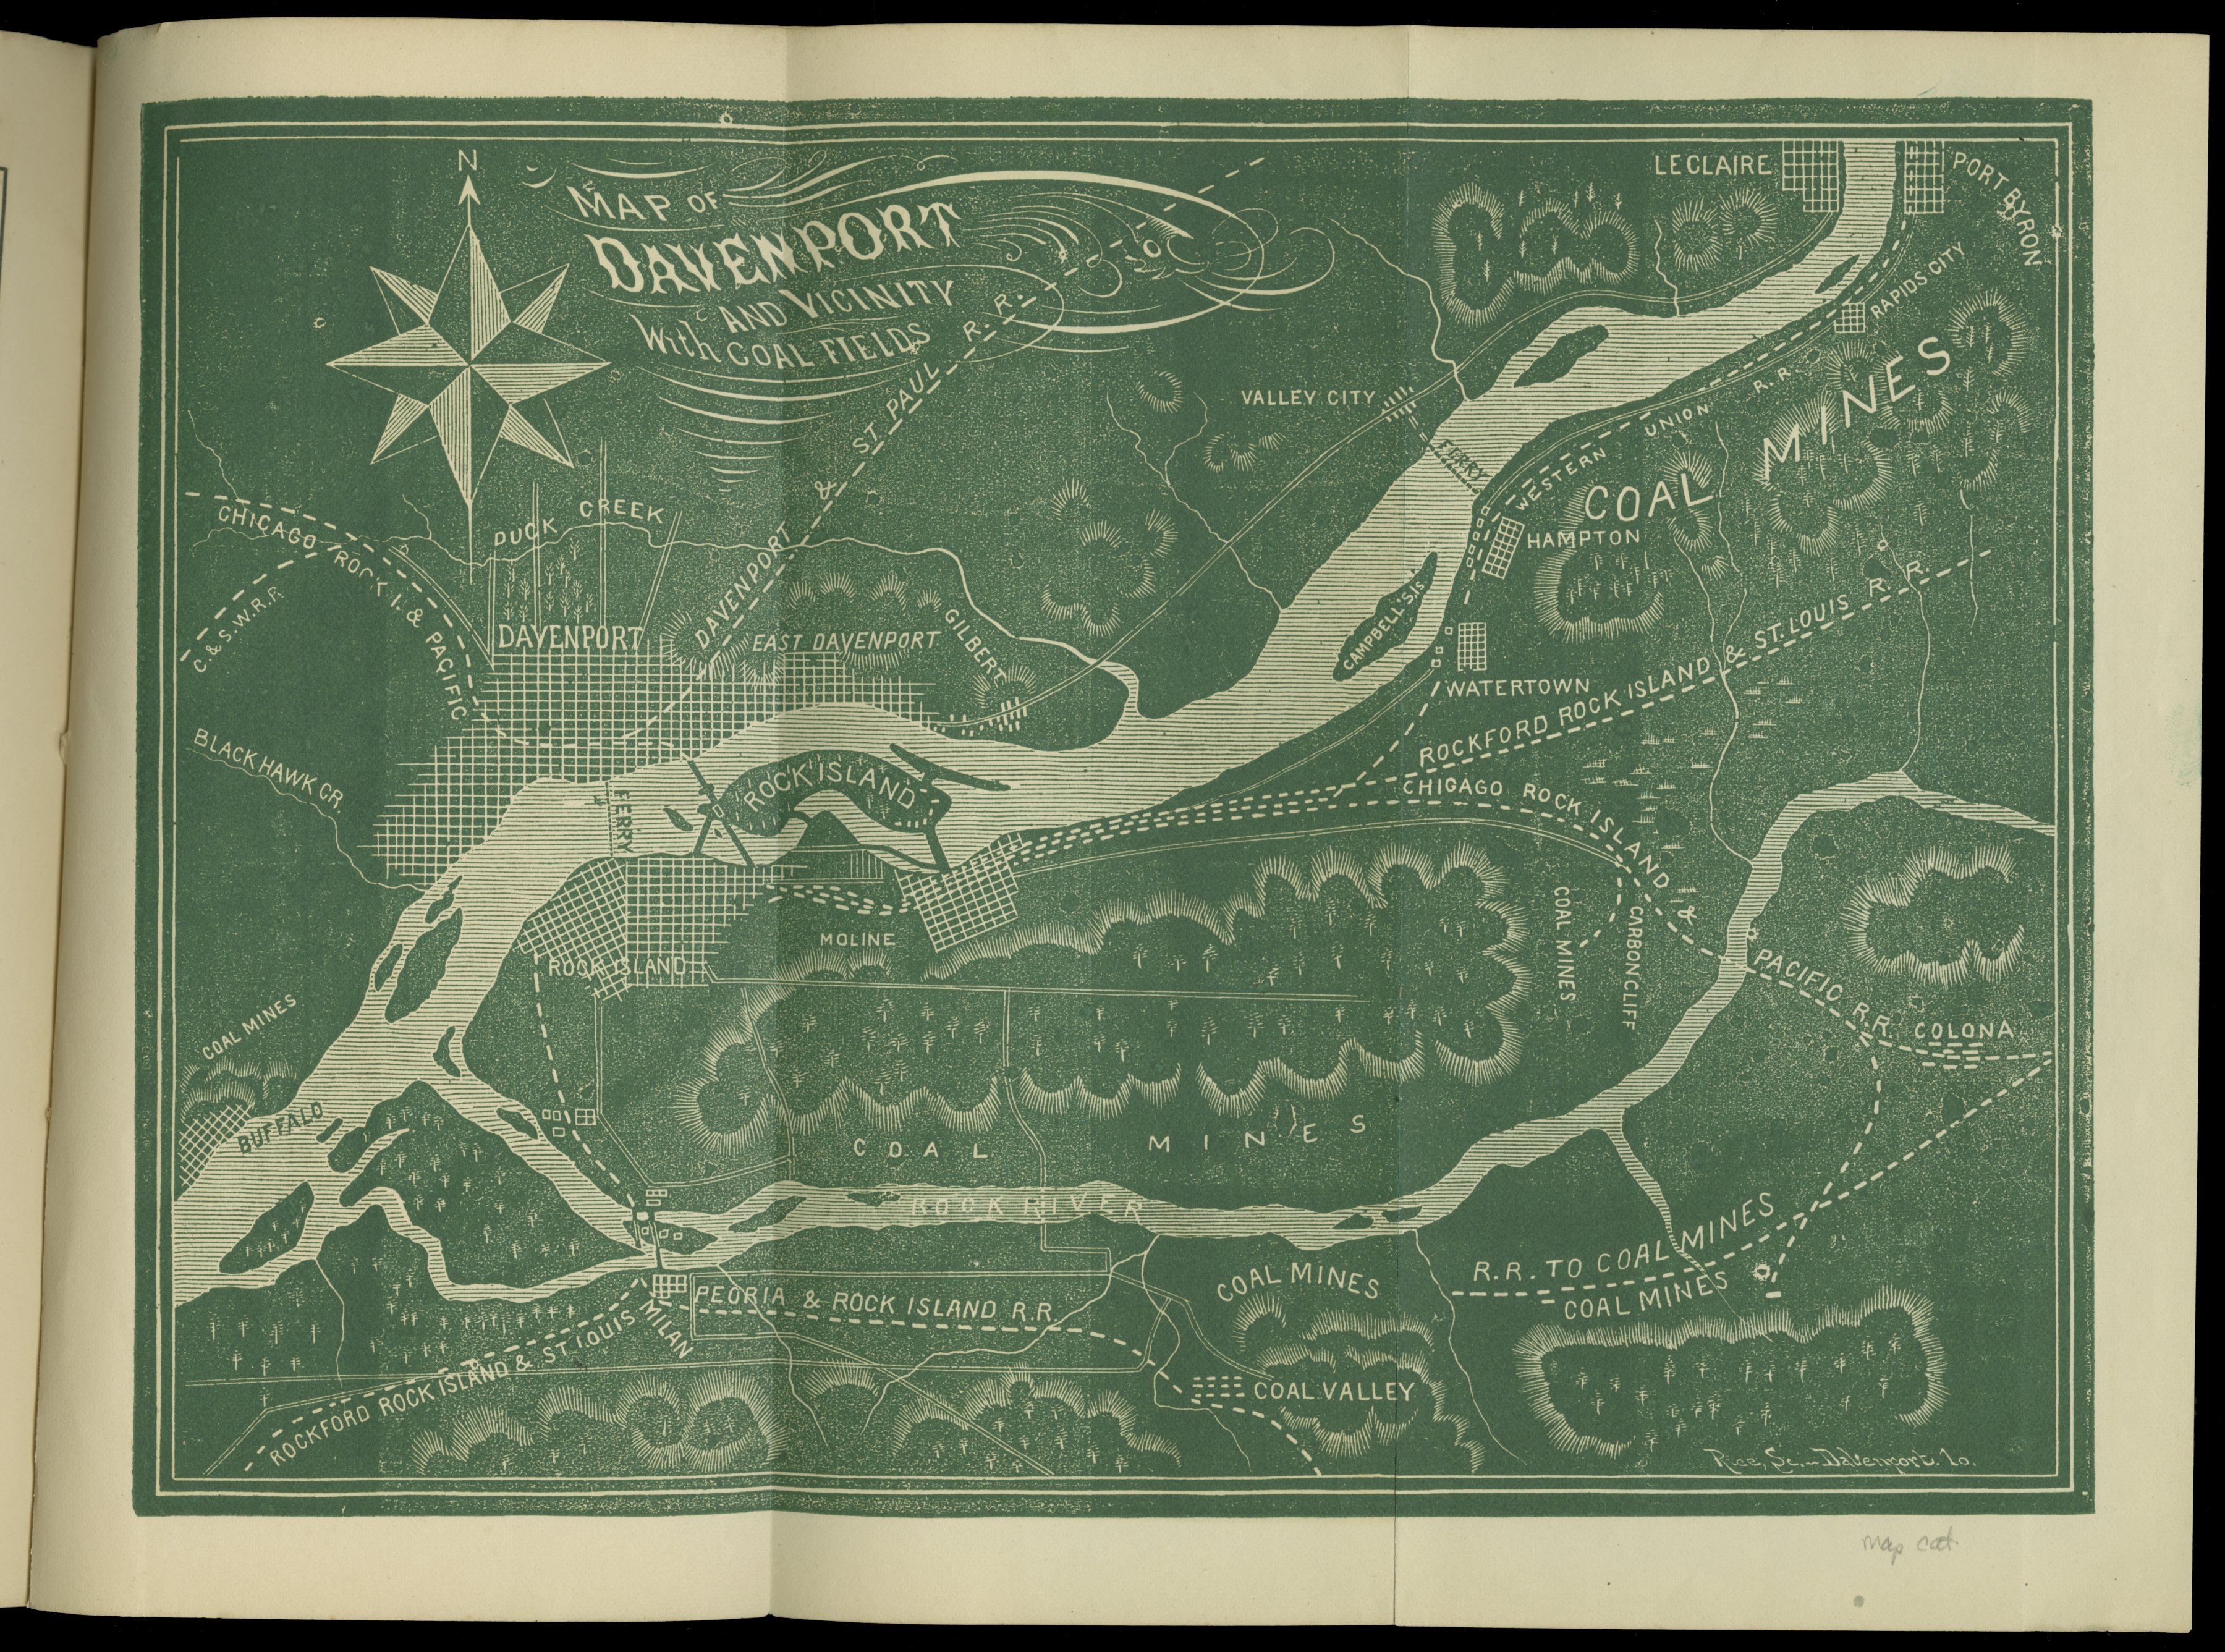 N
MAP OF
DAVENPORT
AND VICINITY
With COAL FIELDS
LE CLAIRE
PORT BYRON
RAPIDS CITY
COAL MINES
VALLEY CITY
FERRY
WESTERN UNION R. R.
HAMPTON
CAMPBELL'S IS.
WATERTOWN
DAVENPORT & ST PAUL R. R.
DUCK CREEK
CHICAGO ROCK I. & PACIFIC
C. & S. W. R.R.
DAVENPORT
EAST DAVENPORT
GILBERT
BLACK HAWK CR.
ROCK ISLAND
FERRY
ROCKFORD ROCK ISLAND & ST. LOUIS R. R.
CHICAGO ROCK ISLAND & PACIFIC R.R.
COAL MINES
CARBON CLIFF
COLONA
MOLINE
ROCK ISLAND
COAL MINES
BUFFALO
COAL MINES
ROCK RIVER
R.R. TO COAL MINES
COAL MINES
COAL MINES
PEORIA & ROCK ISLAND R.R.
MILAN
ROCKFORD ROCK ISLAND & ST LOUIS
COAL VALLEY
Rice, Sc. Davenport. Io.
map cat